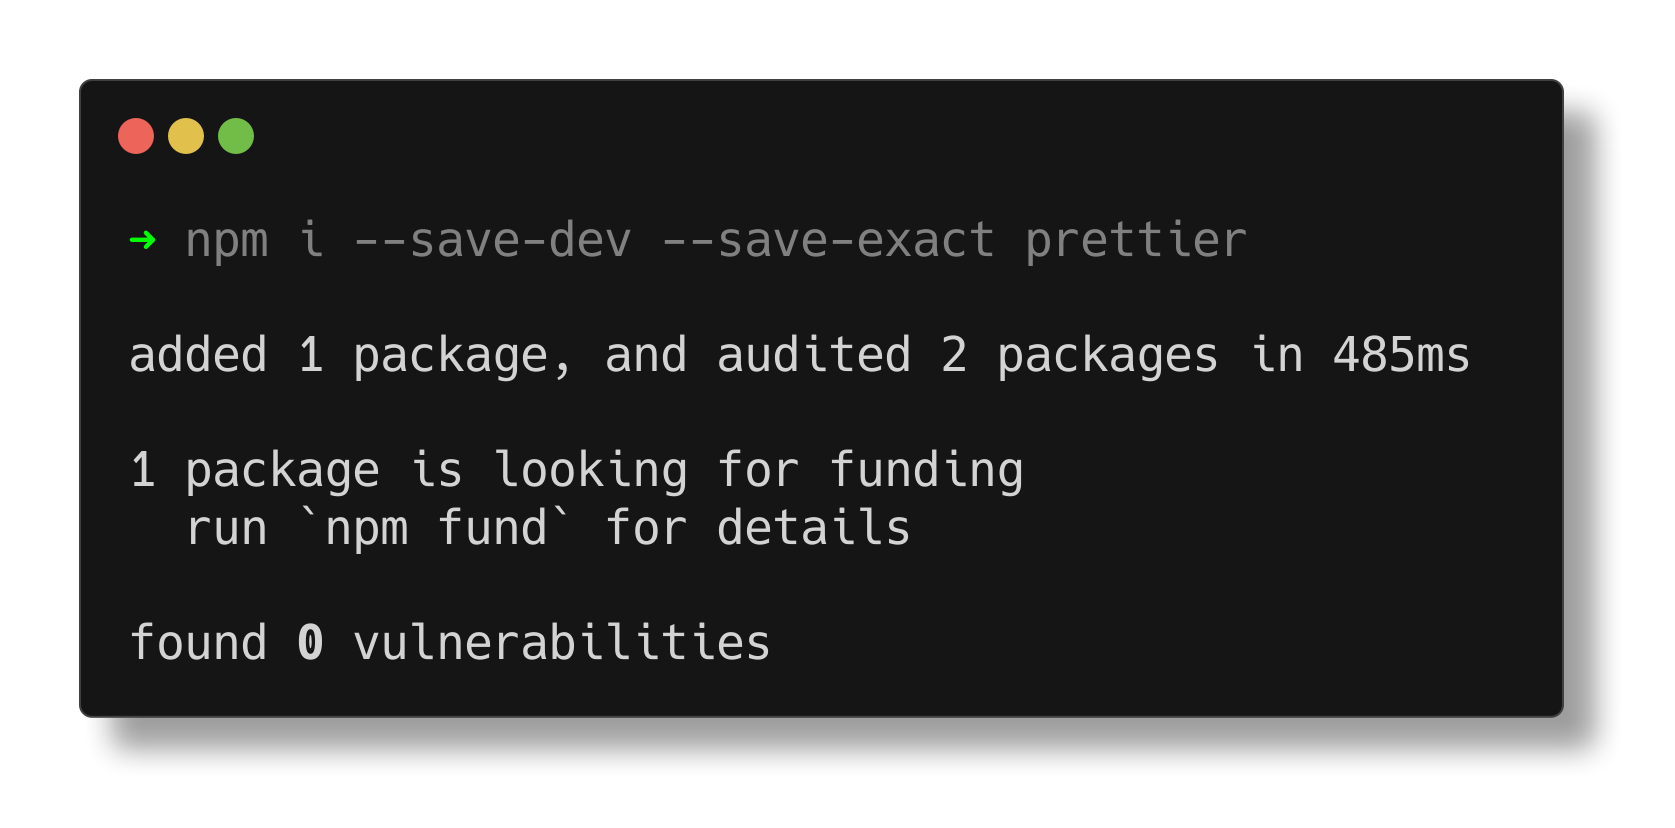 ➜ npm i --save-dev --save-exact prettier
added 1 package, and audited 2 packages in 485ms
1 package is looking for funding
  run `npm fund` for details
found 0 vulnerabilities